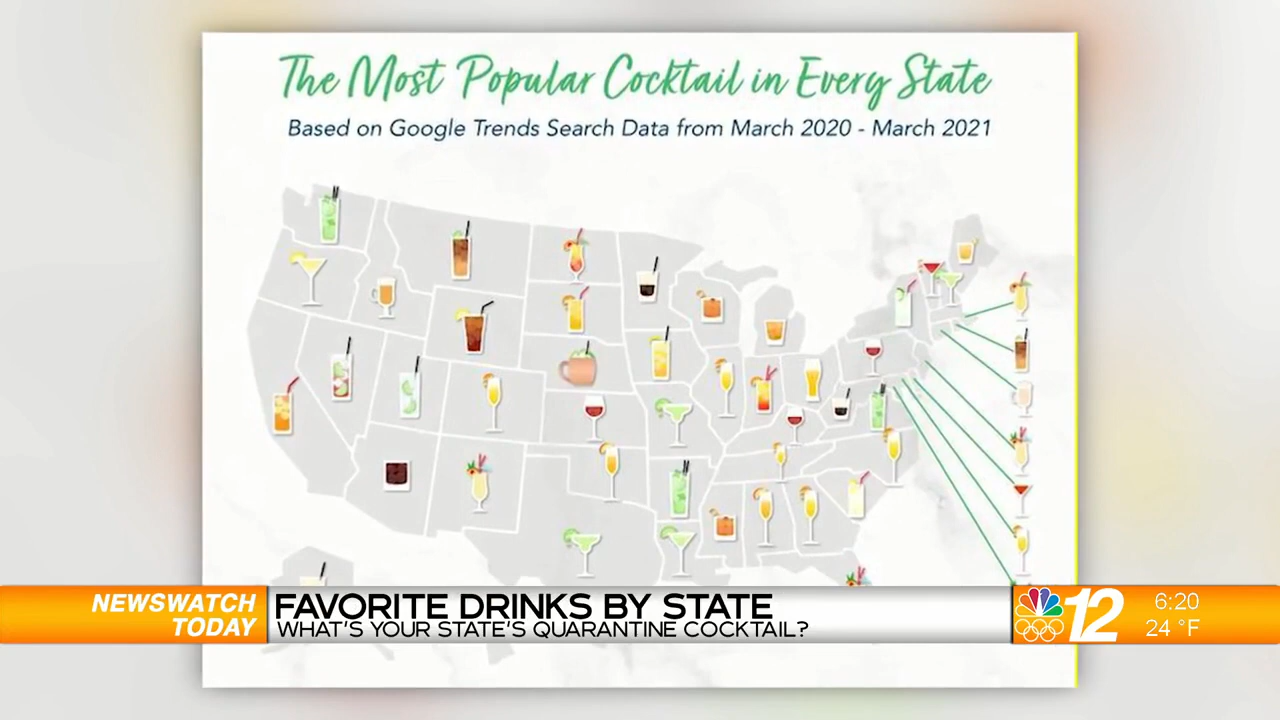 The Most Popular Cocktail in Every State
Based on Google Trends Search Data from March 2020 - March 2021
NEWSWATCH
TODAY
FAVORITE DRINKS BY STATE
WHAT'S YOUR STATE'S QUARANTINE COCKTAIL?
12
6:20
24 °F